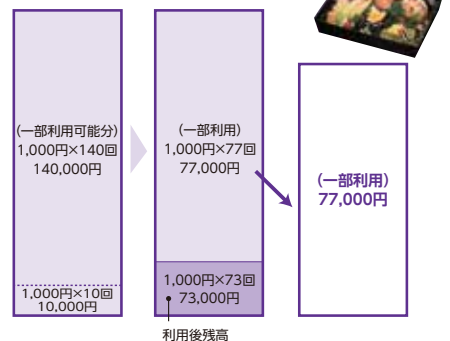 (一部利用可能分)
1,000円×140回
140,000円
1,000円×10回
10,000円
(一部利用)
1,000円×77回
77,000円
1,000円×73回
73,000円
利用後残高
(一部利用)
77,000円